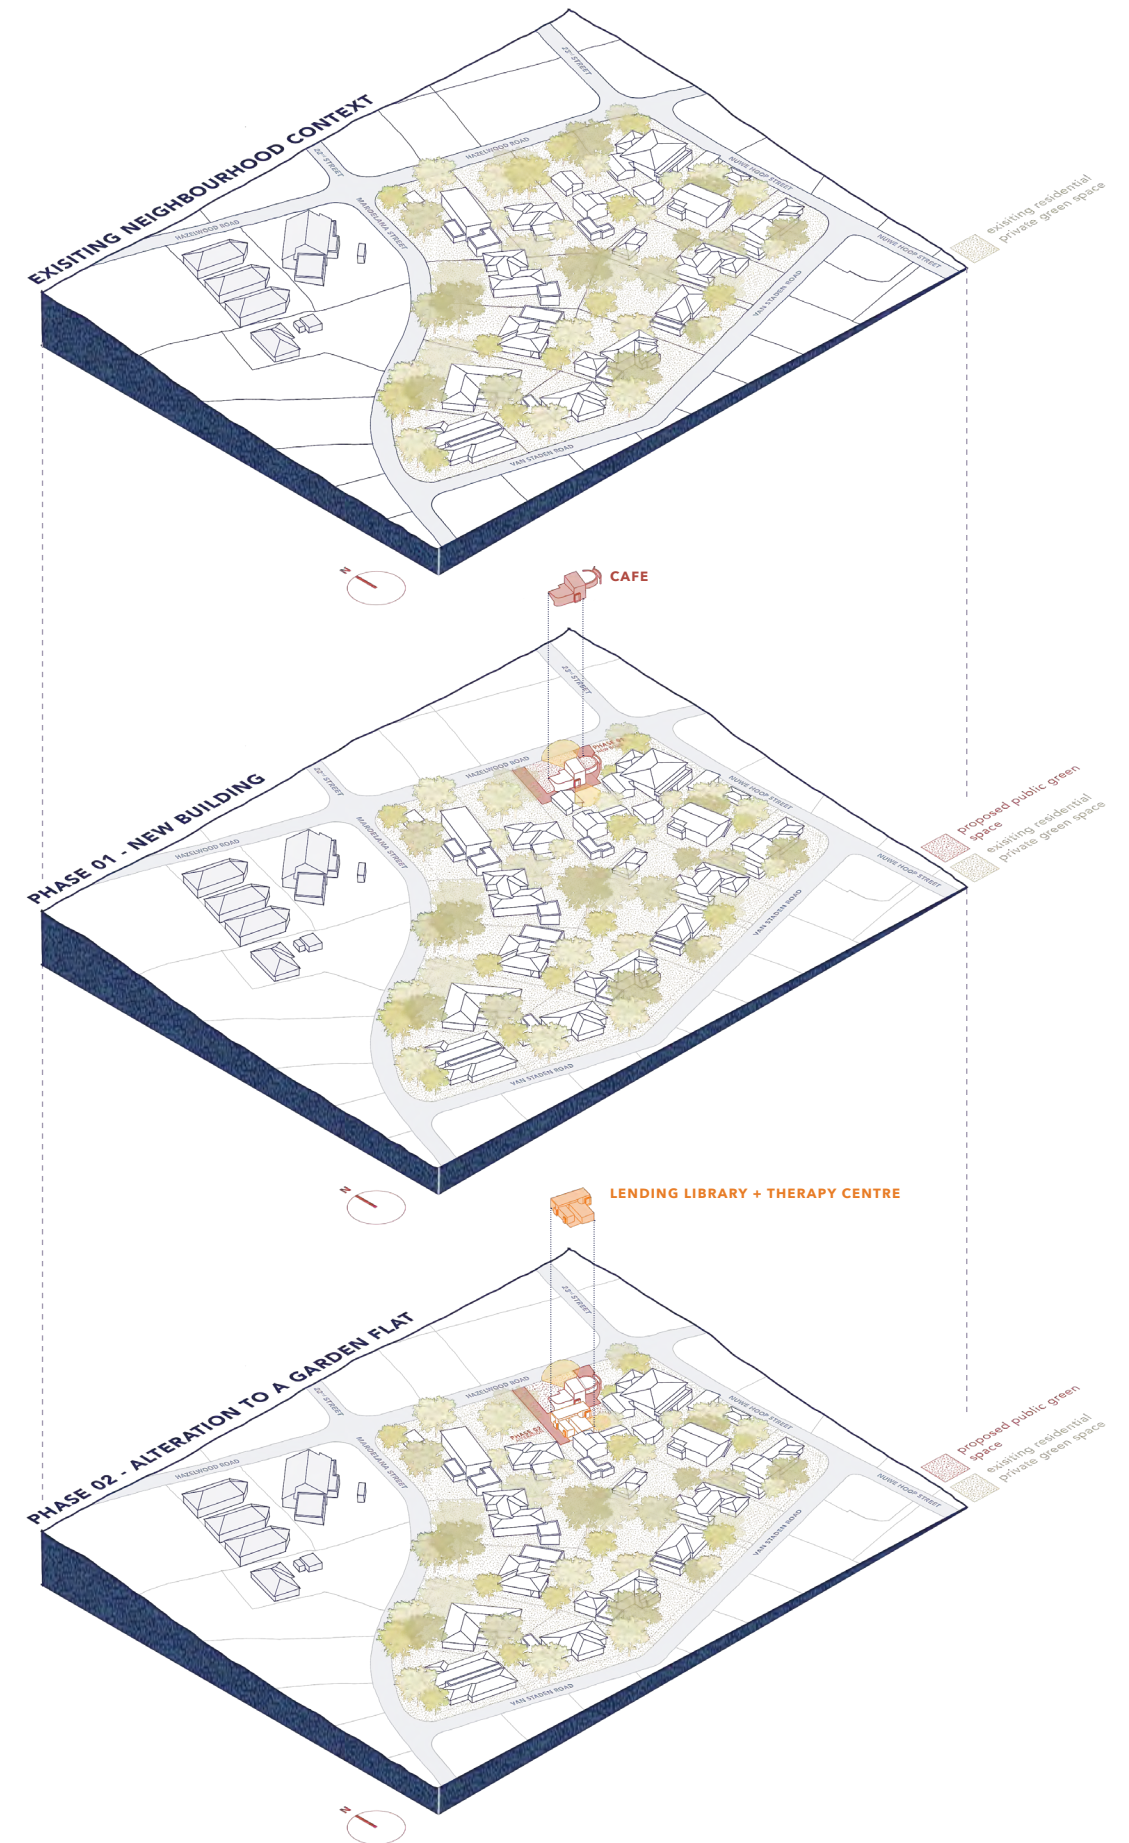 23RD STREET
EXISITING NEIGHBOURHOOD CONTEXT
HAZELWOOD ROAD
22ND STREET
NUWE HOOP STREET
MAROELANA STREET
HAZELWOOD ROAD
exisiting residential
private green space
NUWE HOOP STREET
VAN STADEN ROAD
VAN STADEN ROAD
N
CAFE
23RD STREET
PHASE 01 - NEW BUILDING
HAZELWOOD ROAD
22ND STREET
NUWE HOOP STREET
MAROELANA STREET
HAZELWOOD ROAD
proposed public green
space
exisiting residential
private green space
NUWE HOOP STREET
VAN STADEN ROAD
VAN STADEN ROAD
N
LENDING LIBRARY + THERAPY CENTRE
23RD STREET
PHASE 02 - ALTERATION TO A GARDEN FLAT
HAZELWOOD ROAD
22ND STREET
NUWE HOOP STREET
PHASE 02
MAROELANA STREET
HAZELWOOD ROAD
proposed public green
space
exisiting residential
private green space
NUWE HOOP STREET
VAN STADEN ROAD
VAN STADEN ROAD
N